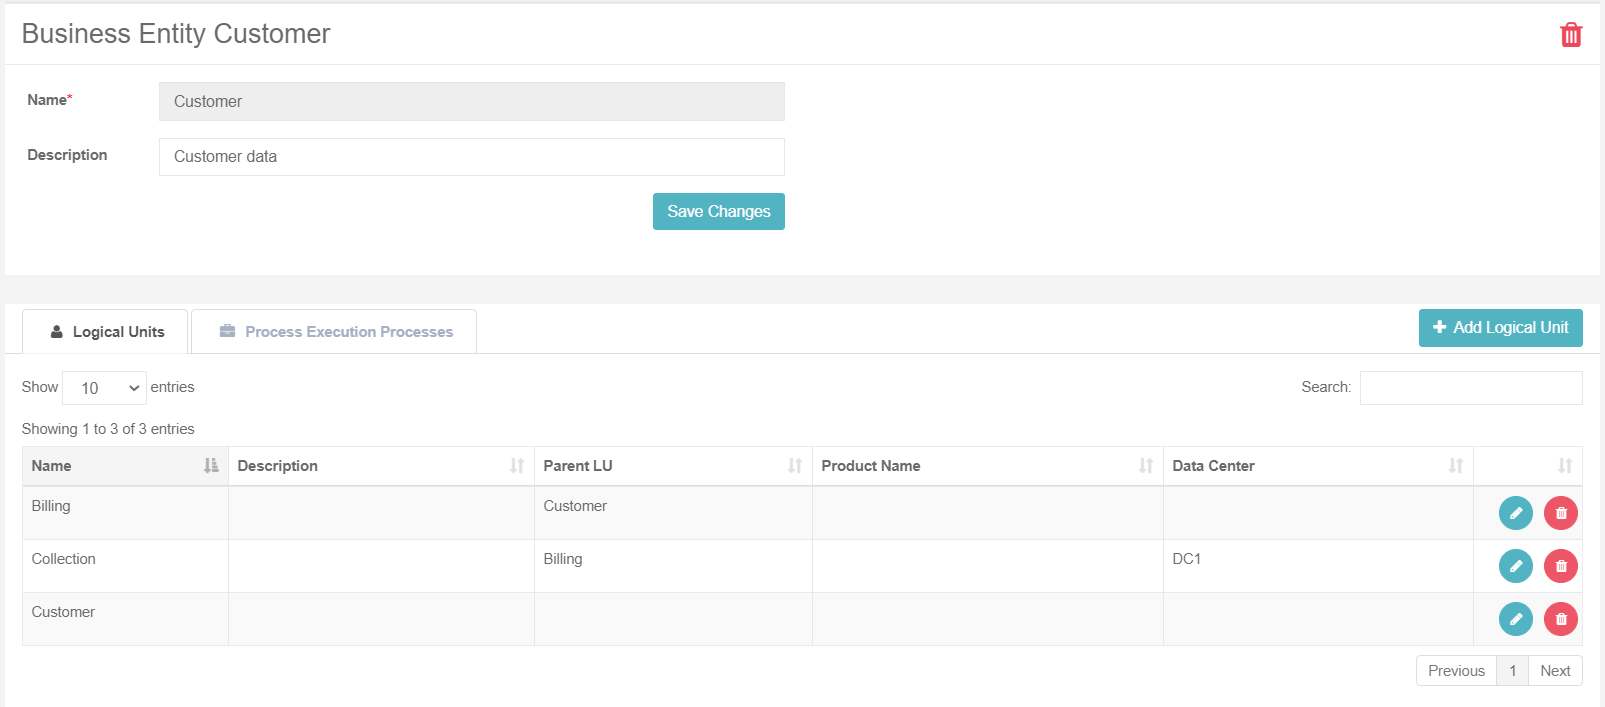 Business Entity Customer
Name* Customer
Description Customer data
Save Changes
Logical Units Process Execution Processes Add Logical Unit
Show 10 entries Search:
Showing 1 to 3 of 3 entries
Name Description Parent LU Product Name Data Center
Billing Customer
Collection Billing DC1
Customer
Previous 1 Next